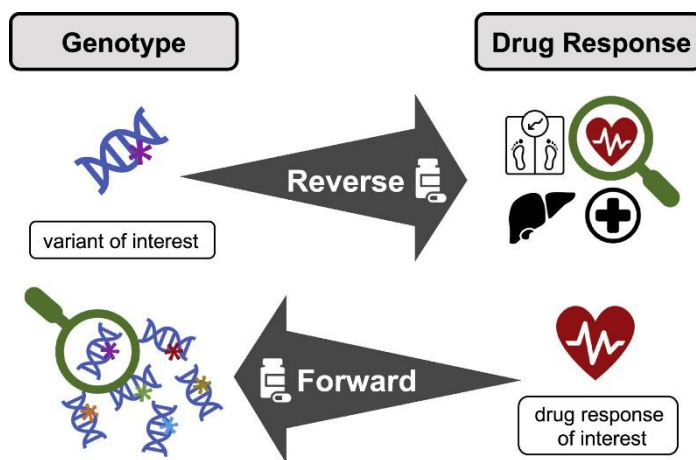 Genotype
Drug Response
Reverse
variant of interest
Forward
drug response
of interest